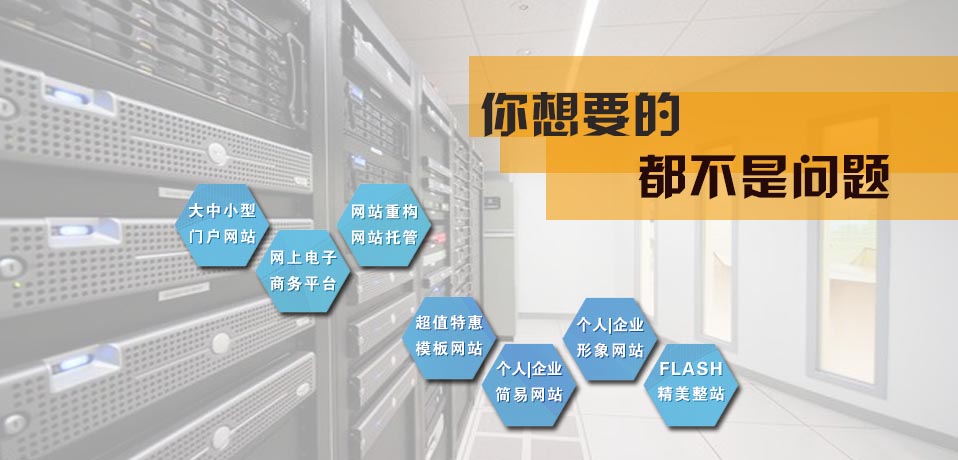 你想要的
都不是问题
大中小型
门户网站
网上电子
商务平台
网站重构
网站托管
超值特惠
模板网站
个人|企业
简易网站
个人|企业
形象网站
FLASH
精美整站